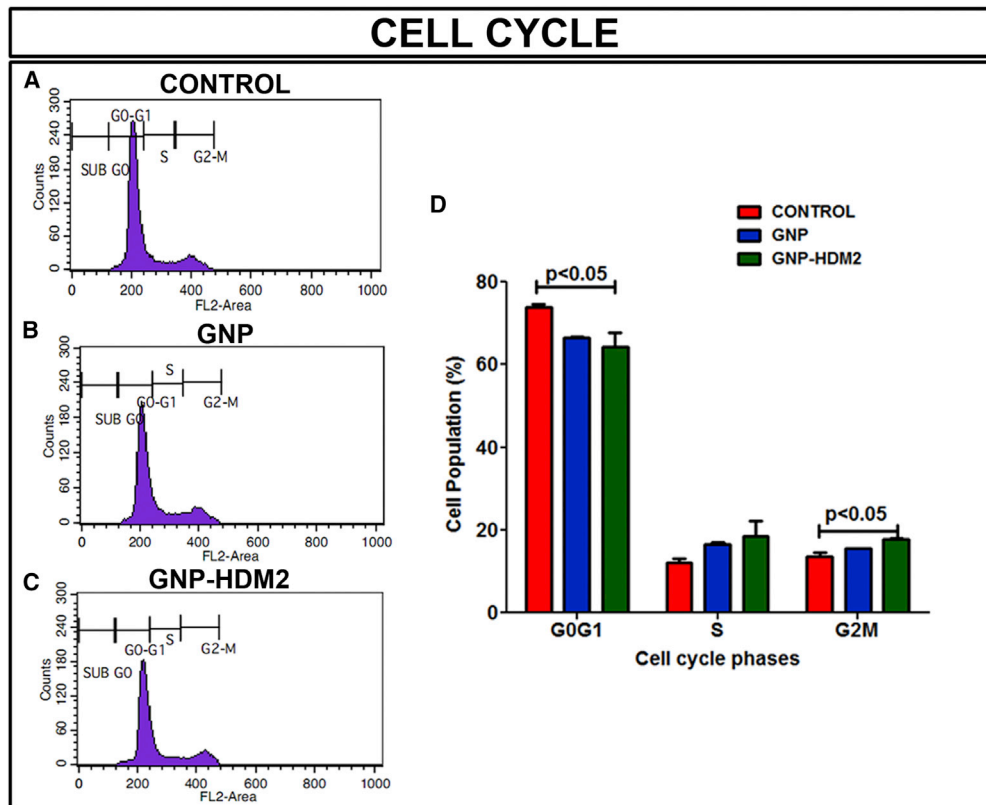 CELL CYCLE
A
CONTROL
300
240
180
120
60
0
Counts
G0-G1
S
SUB G0
G2-M
0 200 400 600 800 1000
FL2-Area
B
GNP
300
240
180
120
60
0
Counts
S
SUB G0
G0-G1
G2-M
0 200 400 600 800 1000
FL2-Area
C
GNP-HDM2
300
240
180
120
60
0
Counts
G0-G1
S
G2-M
SUB G0
0 200 400 600 800 1000
FL2-Area
D
CONTROL
GNP
GNP-HDM2
80
60
40
20
0
Cell Population (%)
p<0.05
p<0.05
G0G1 S G2M
Cell cycle phases